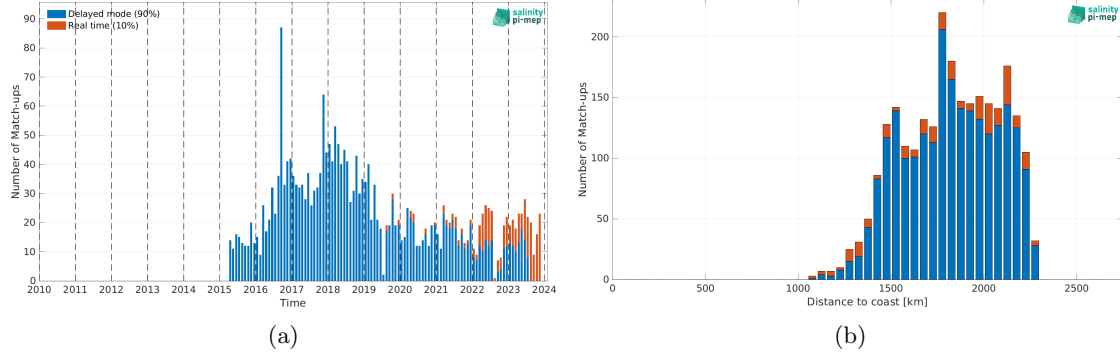 Delayed mode (90%)
Real time (10%)
salinity
pi-mep
Number of Match-ups
90
80
70
60
50
40
30
20
10
0
2010 2011 2012 2013 2014 2015 2016 2017 2018 2019 2020 2021 2022 2023 2024
Time
(a)
salinity
pi-mep
Number of Match-ups
200
150
100
50
0
0 500 1000 1500 2000 2500
Distance to coast [km]
(b)